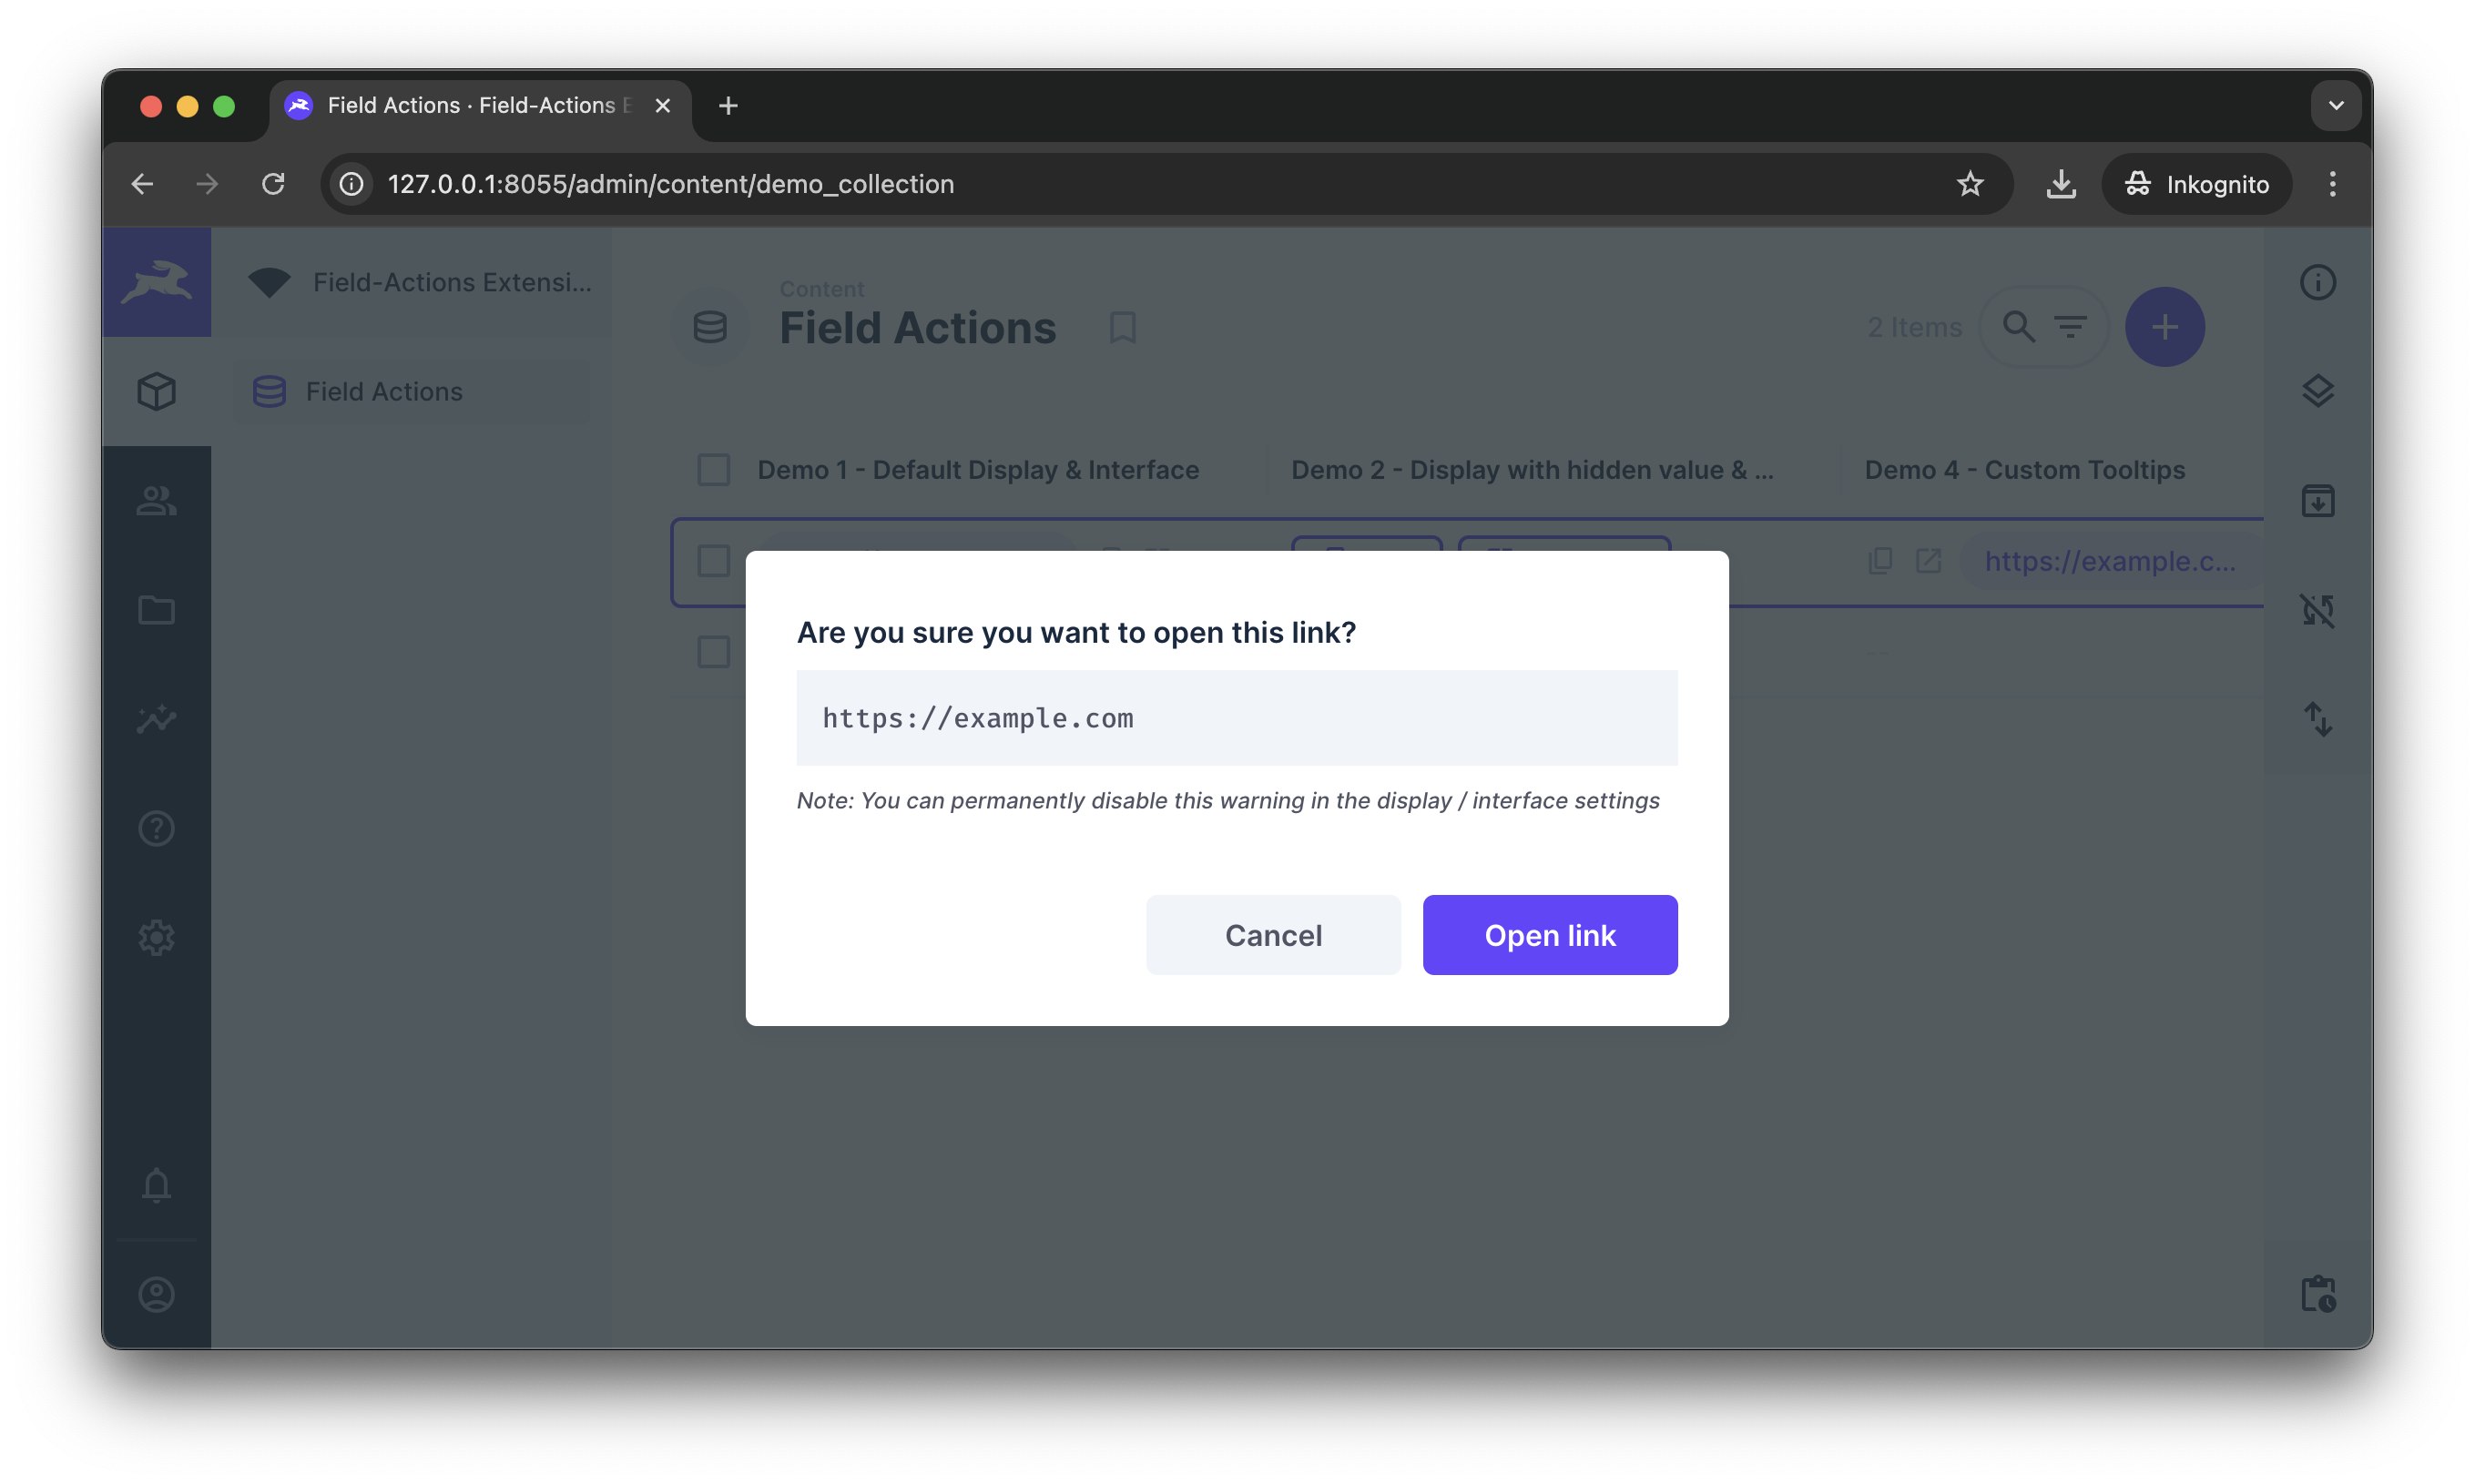 Field Actions · Field-Actions E
127.0.0.1:8055/admin/content/demo_collection
Inkognito
Field-Actions Extensi...
Field Actions
Content
Field Actions
2 Items
Demo 1 - Default Display & Interface
Demo 2 - Display with hidden value & ...
Demo 4 - Custom Tooltips
https://example.c...
Are you sure you want to open this link?
https://example.com
Note: You can permanently disable this warning in the display / interface settings
Cancel
Open link